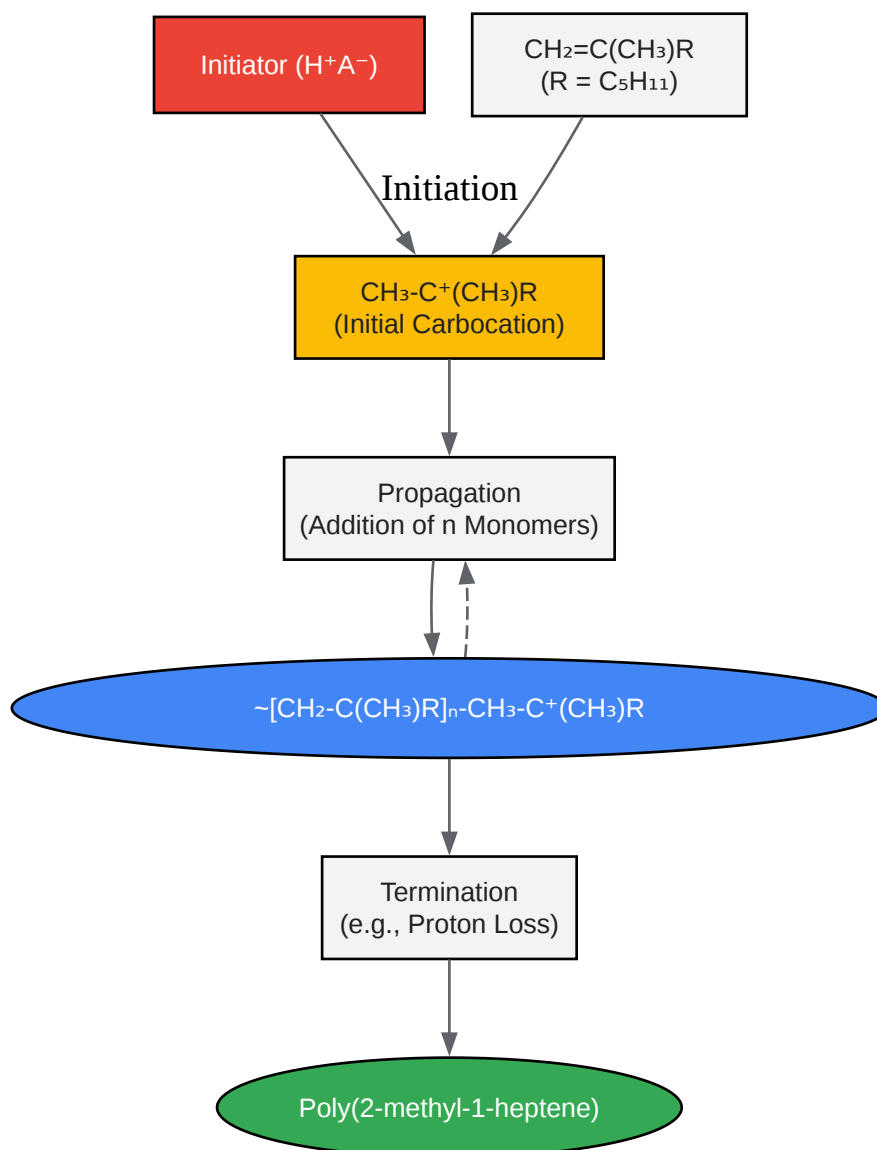 Initiator (H⁺A⁻)
CH₂=C(CH₃)R
(R = C₅H₁₁)
Initiation
CH₃-C⁺(CH₃)R
(Initial Carbocation)
Propagation
(Addition of n Monomers)
~[CH₂-C(CH₃)R]ₙ-CH₃-C⁺(CH₃)R
Termination
(e.g., Proton Loss)
Poly(2-methyl-1-heptene)